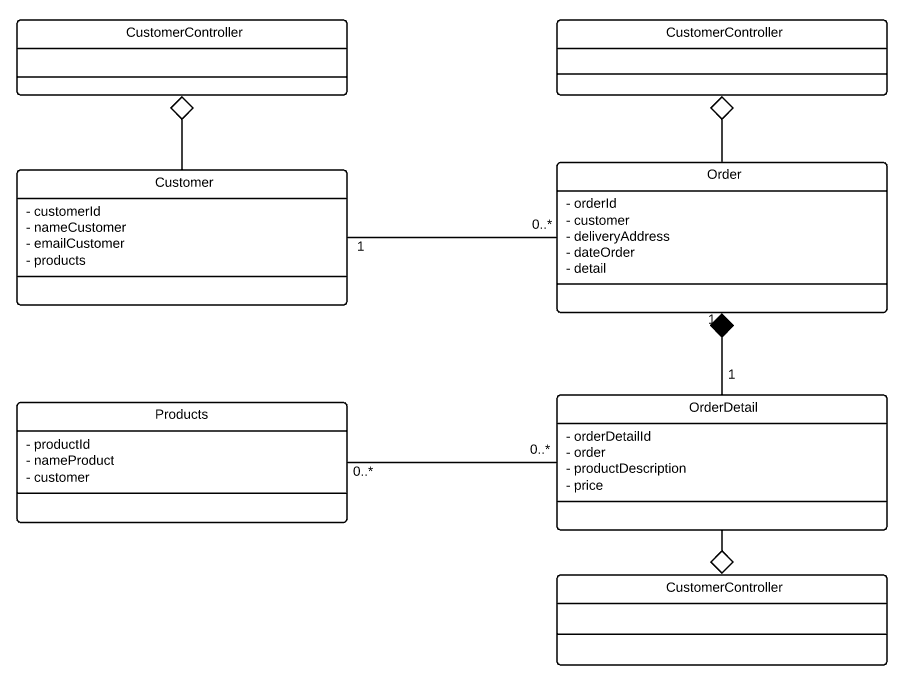 CustomerController
CustomerController
Customer
- customerId
- nameCustomer
- emailCustomer
- products
1
0..*
Order
- orderId
- customer
- deliveryAddress
- dateOrder
- detail
1
1
Products
- productId
- nameProduct
- customer
0..*
0..*
OrderDetail
- orderDetailId
- order
- productDescription
- price
CustomerController